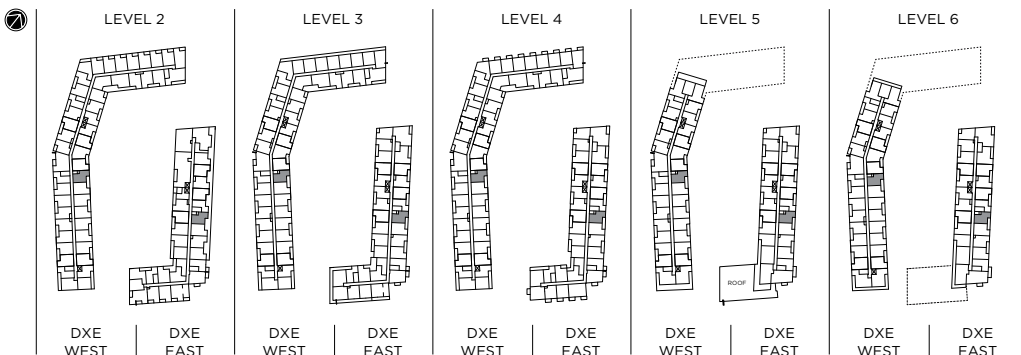 LEVEL 2
LEVEL 3
LEVEL 4
LEVEL 5
LEVEL 6
ROOF
DXE WEST
DXE EAST
DXE WEST
DXE EAST
DXE WEST
DXE EAST
DXE WEST
DXE EAST
DXE WEST
DXE EAST